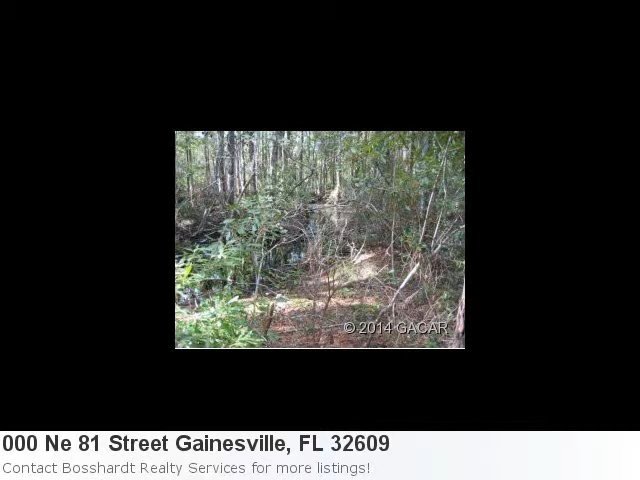 © 2014 GACAR
000 Ne 81 Street Gainesville, FL 32609
Contact Bosshardt Realty Services for more listings!